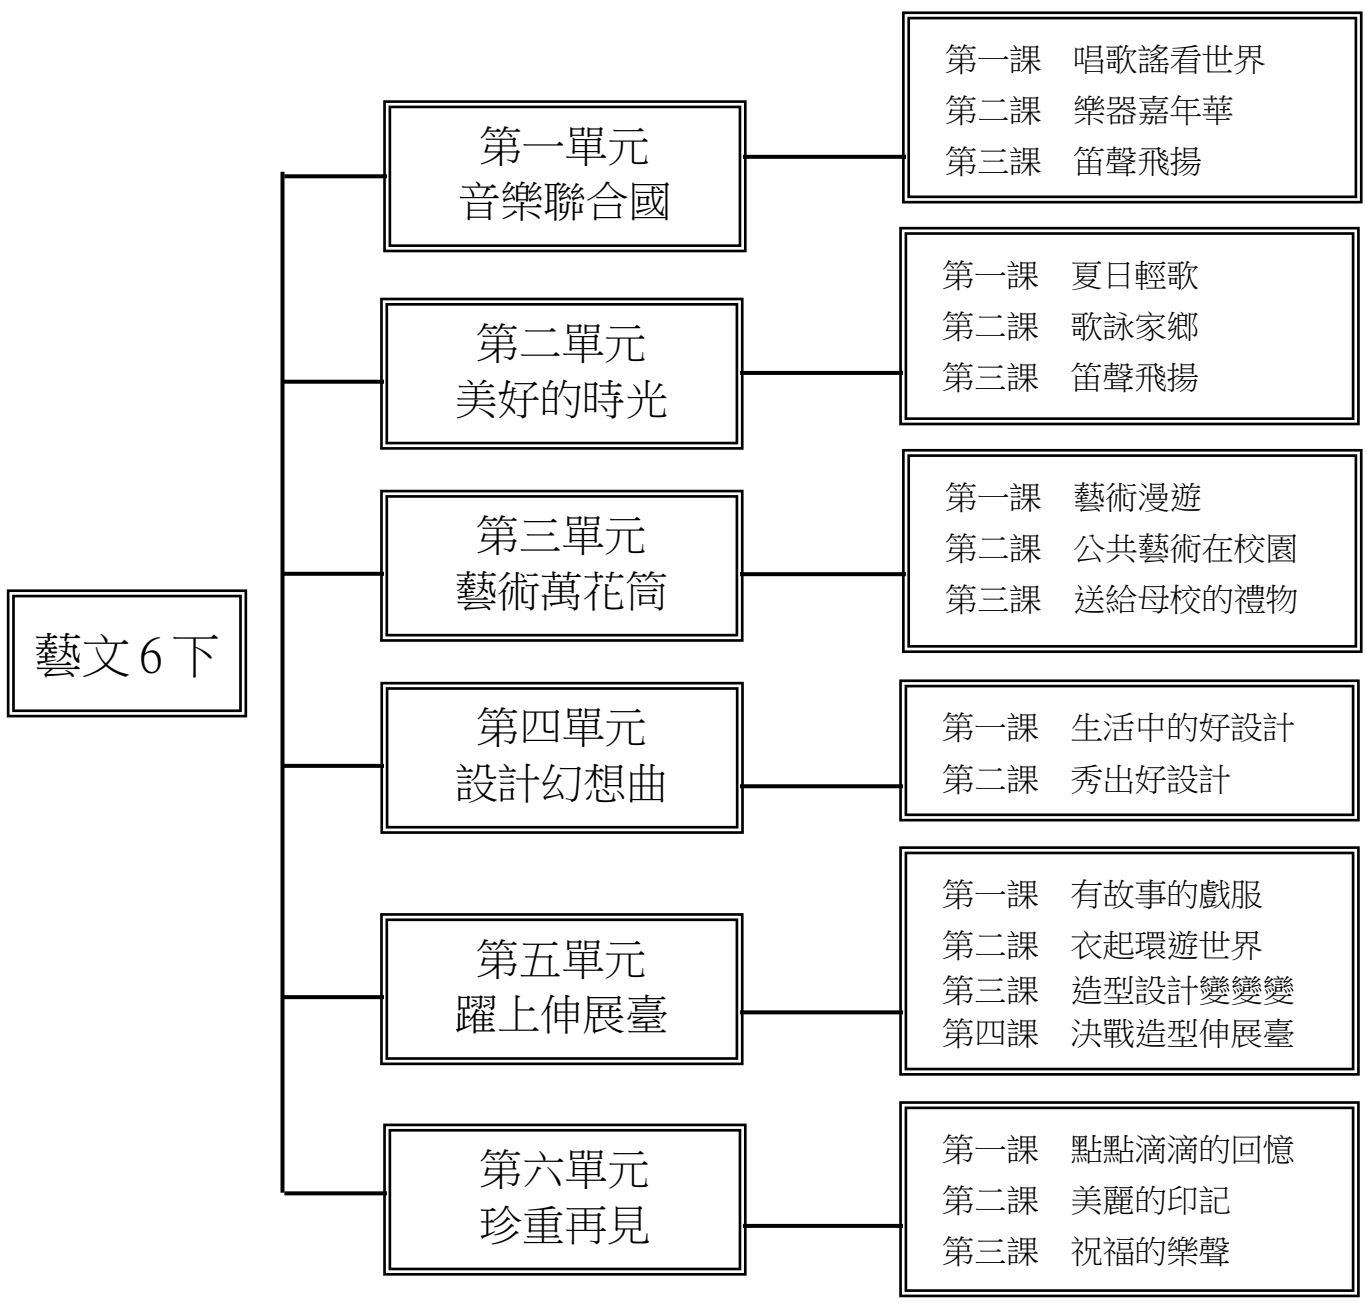 藝文6下
第一單元
音樂聯合國
第一課　唱歌謠看世界
第二課　樂器嘉年華
第三課　笛聲飛揚
第二單元
美好的時光
第一課　夏日輕歌
第二課　歌詠家鄉
第三課　笛聲飛揚
第三單元
藝術萬花筒
第一課　藝術漫遊
第二課　公共藝術在校園
第三課　送給母校的禮物
第四單元
設計幻想曲
第一課　生活中的好設計
第二課　秀出好設計
第五單元
躍上伸展臺
第一課　有故事的戲服
第二課　衣起環遊世界
第三課　造型設計變變變
第四課　決戰造型伸展臺
第六單元
珍重再見
第一課　點點滴滴的回憶
第二課　美麗的印記
第三課　祝福的樂聲